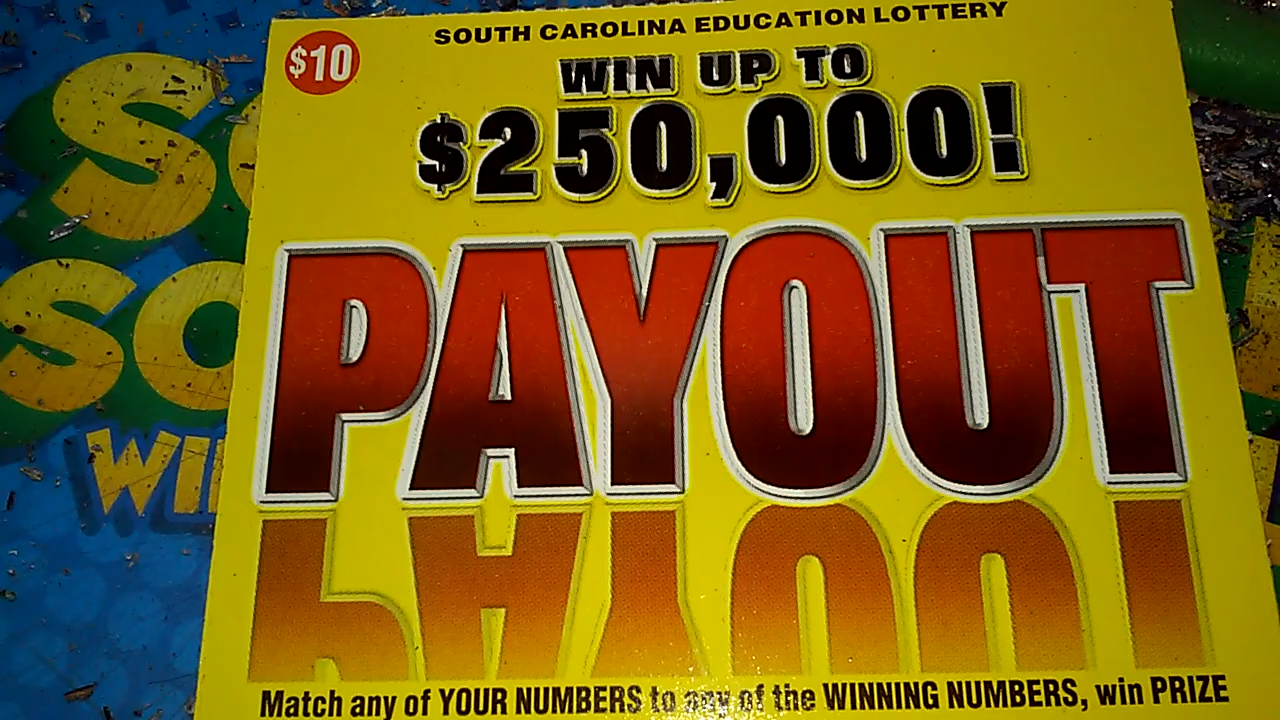 SOUTH CAROLINA EDUCATION LOTTERY
$10
WIN UP TO
$250,000!
PAYOUT
Match any of YOUR NUMBERS to any of the WINNING NUMBERS, win PRIZE